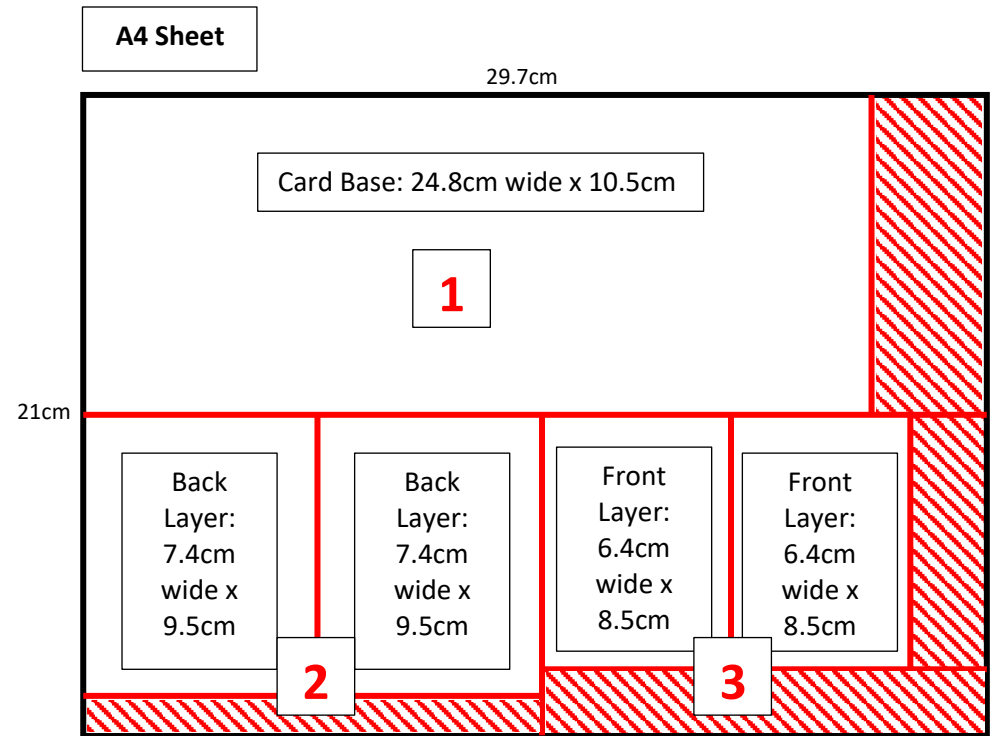 A4 Sheet
29.7cm
Card Base: 24.8cm wide x 10.5cm
1
21cm
Back
Layer:
7.4cm
wide x
9.5cm
Back
Layer:
7.4cm
wide x
9.5cm
Front
Layer:
6.4cm
wide x
8.5cm
Front
Layer:
6.4cm
wide x
8.5cm
2
3